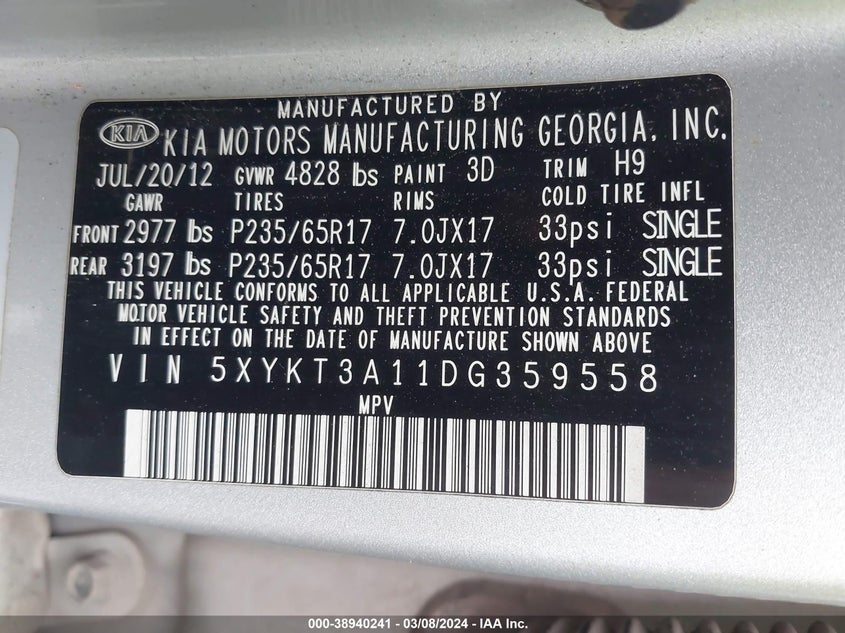 MANUFACTURED BY
KIA KIA MOTORS MANUFACTURING GEORGIA, INC.
JUL/20/12 GVWR 4828 lbs PAINT 3D TRIM H9
GAWR TIRES RIMS COLD TIRE INFL
FRONT 2977 lbs P235/65R17 7.0JX17 33psi SINGLE
REAR 3197 lbs P235/65R17 7.0JX17 33psi SINGLE
THIS VEHICLE CONFORMS TO ALL APPLICABLE U.S.A. FEDERAL
MOTOR VEHICLE SAFETY AND THEFT PREVENTION STANDARDS
IN EFFECT ON THE DATE OF MANUFACTURE SHOWN ABOVE
VIN 5XYKT3A11DG359558
MPV
000-38940241 - 03/08/2024 - IAA Inc.